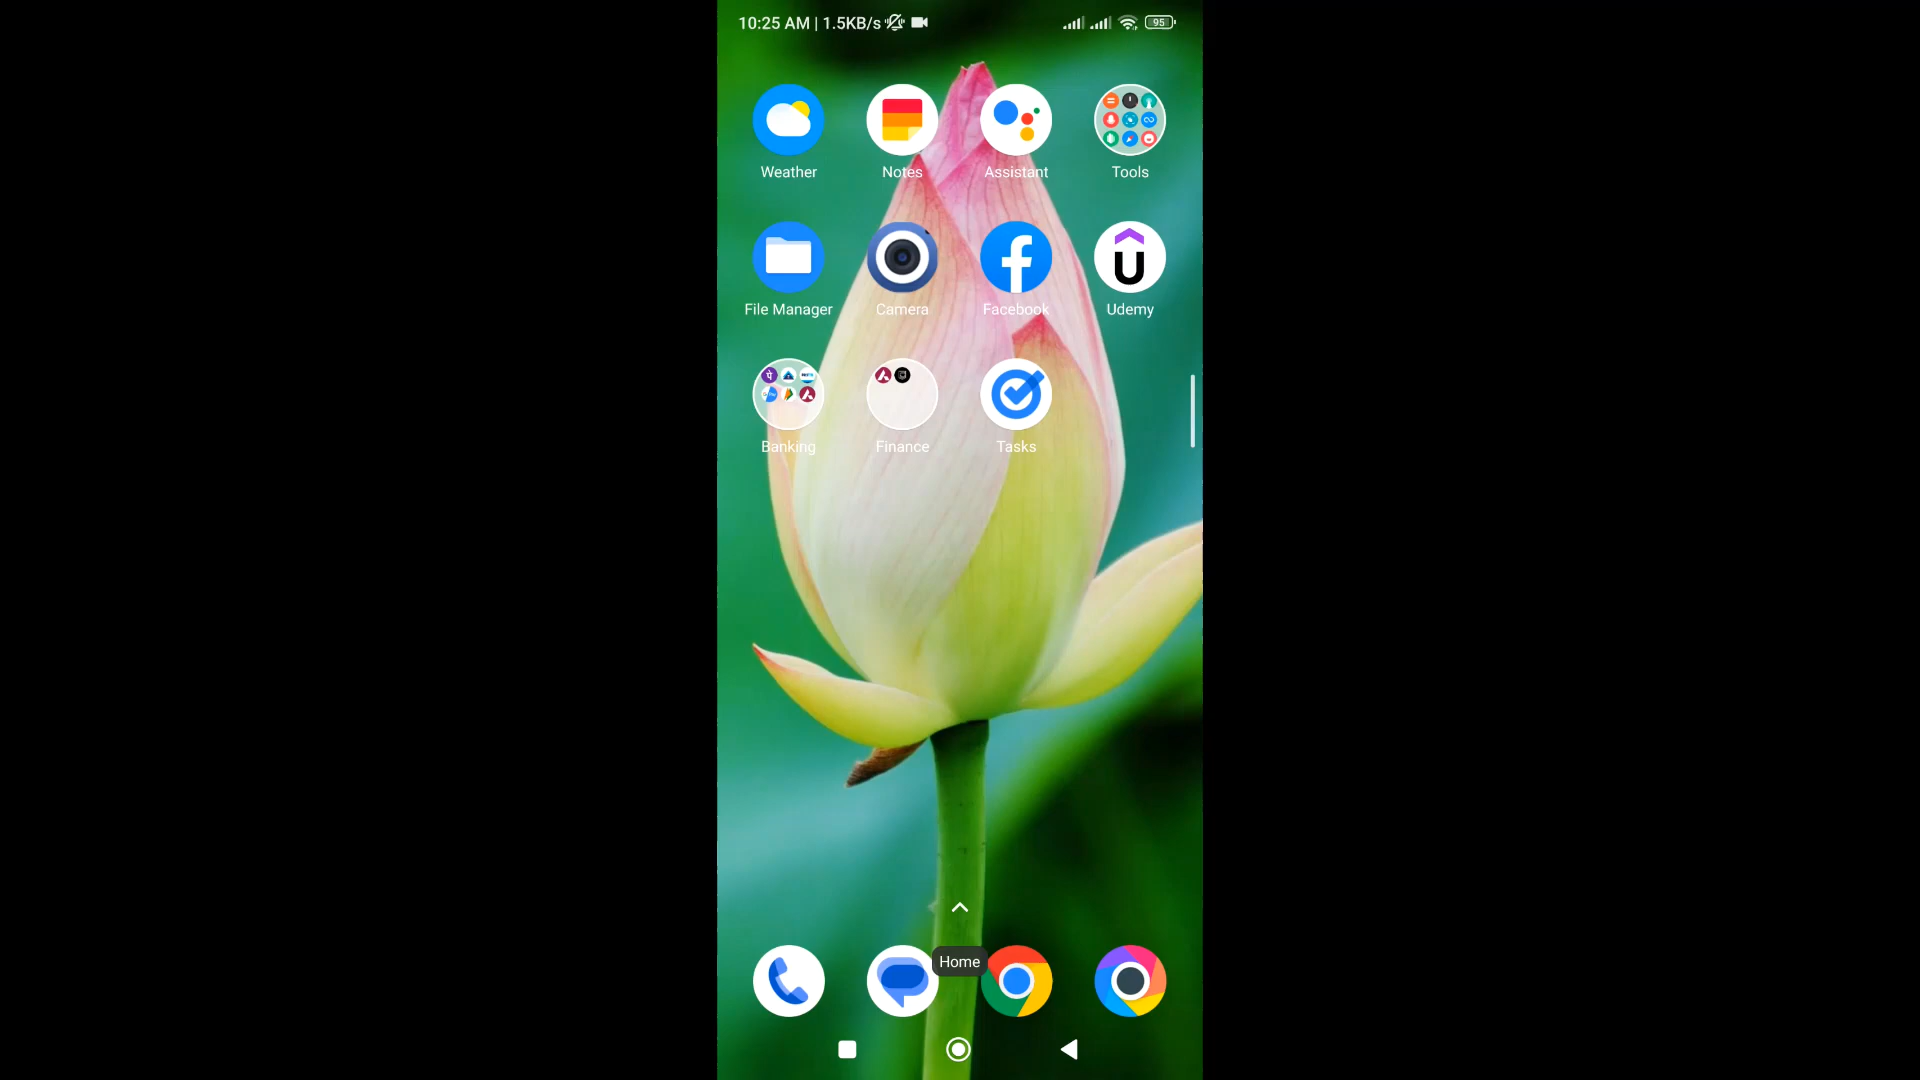 10:25 AM | 1.5KB/s 95
Weather Notes Assistant Tools
File Manager Camera Facebook Udemy
Banking Finance Tasks
Home